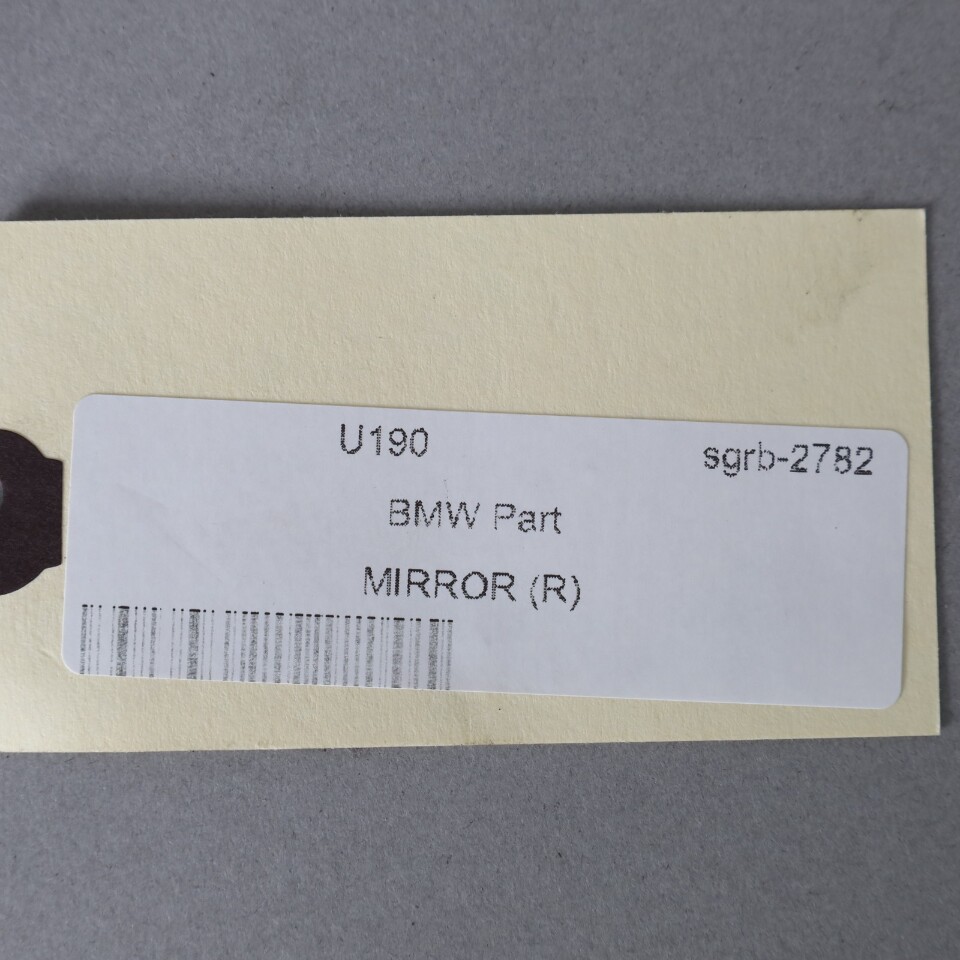 U190 sgrb-2782
BMW Part
MIRROR (R)